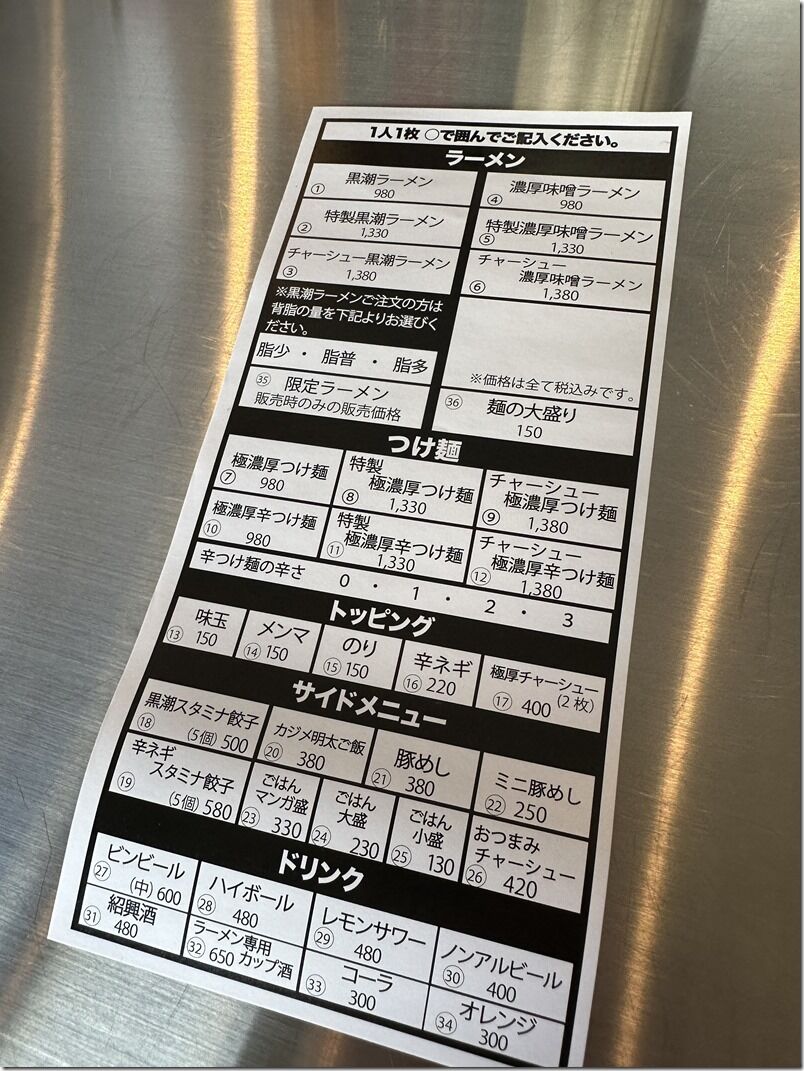 1人1枚 ○で囲んでご記入ください。
ラーメン
① 黒潮ラーメン
980
④ 濃厚味噌ラーメン
980
② 特製黒潮ラーメン
1,330
⑤ 特製濃厚味噌ラーメン
1,330
③ チャーシュー黒潮ラーメン
1,380
チャーシュー
⑥ 濃厚味噌ラーメン
1,380
※黒潮ラーメンご注文の方は
背脂の量を下記よりお選びく
ださい。
脂少 ・ 脂普 ・ 脂多
※価格は全て税込みです。
㉟ 限定ラーメン
販売時のみの販売価格
㊱ 麺の大盛り
150
つけ麺
⑦ 極濃厚つけ麺
980
特製
⑧ 極濃厚つけ麺
1,330
チャーシュー
⑨ 極濃厚つけ麺
1,380
⑩ 極濃厚辛つけ麺
980
特製
⑪ 極濃厚辛つけ麺
1,330
チャーシュー
⑫ 極濃厚辛つけ麺
1,380
辛つけ麺の辛さ 0 ・ 1 ・ 2 ・ 3
トッピング
⑬ 味玉
150
⑭ メンマ
150
⑮ のり
150
⑯ 辛ネギ
220
⑰ 極厚チャーシュー
400 (2枚)
サイドメニュー
⑱ 黒潮スタミナ餃子
(5個) 500
⑳ カジメ明太ご飯
380
㉑ 豚めし
380
㉒ ミニ豚めし
250
辛ネギ
⑲ スタミナ餃子
(5個) 580
㉓ ごはん
マンガ盛
330
㉔ ごはん
大盛
230
㉕ ごはん
小盛
130
おつまみ
チャーシュー
㉖ 420
ドリンク
㉗ ビンビール
(中) 600
㉘ ハイボール
480
㉙ レモンサワー
480
㉚ ノンアルビール
400
㉛ 紹興酒
480
㉜ ラーメン専用
650 カップ酒
㉝ コーラ
300
㉞ オレンジ
300